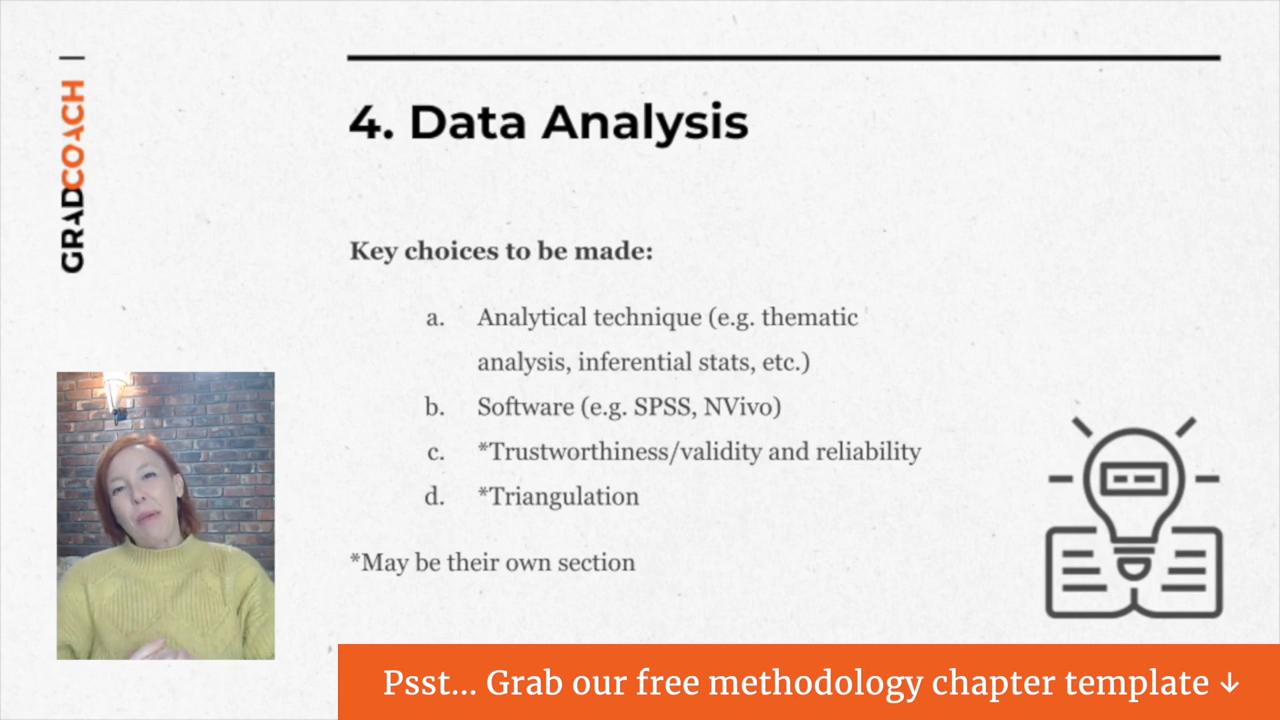 GRADCOACH
4. Data Analysis
Key choices to be made:
a. Analytical technique (e.g. thematic
analysis, inferential stats, etc.)
b. Software (e.g. SPSS, NVivo)
c. *Trustworthiness/validity and reliability
d. *Triangulation
*May be their own section
Psst... Grab our free methodology chapter template ↓